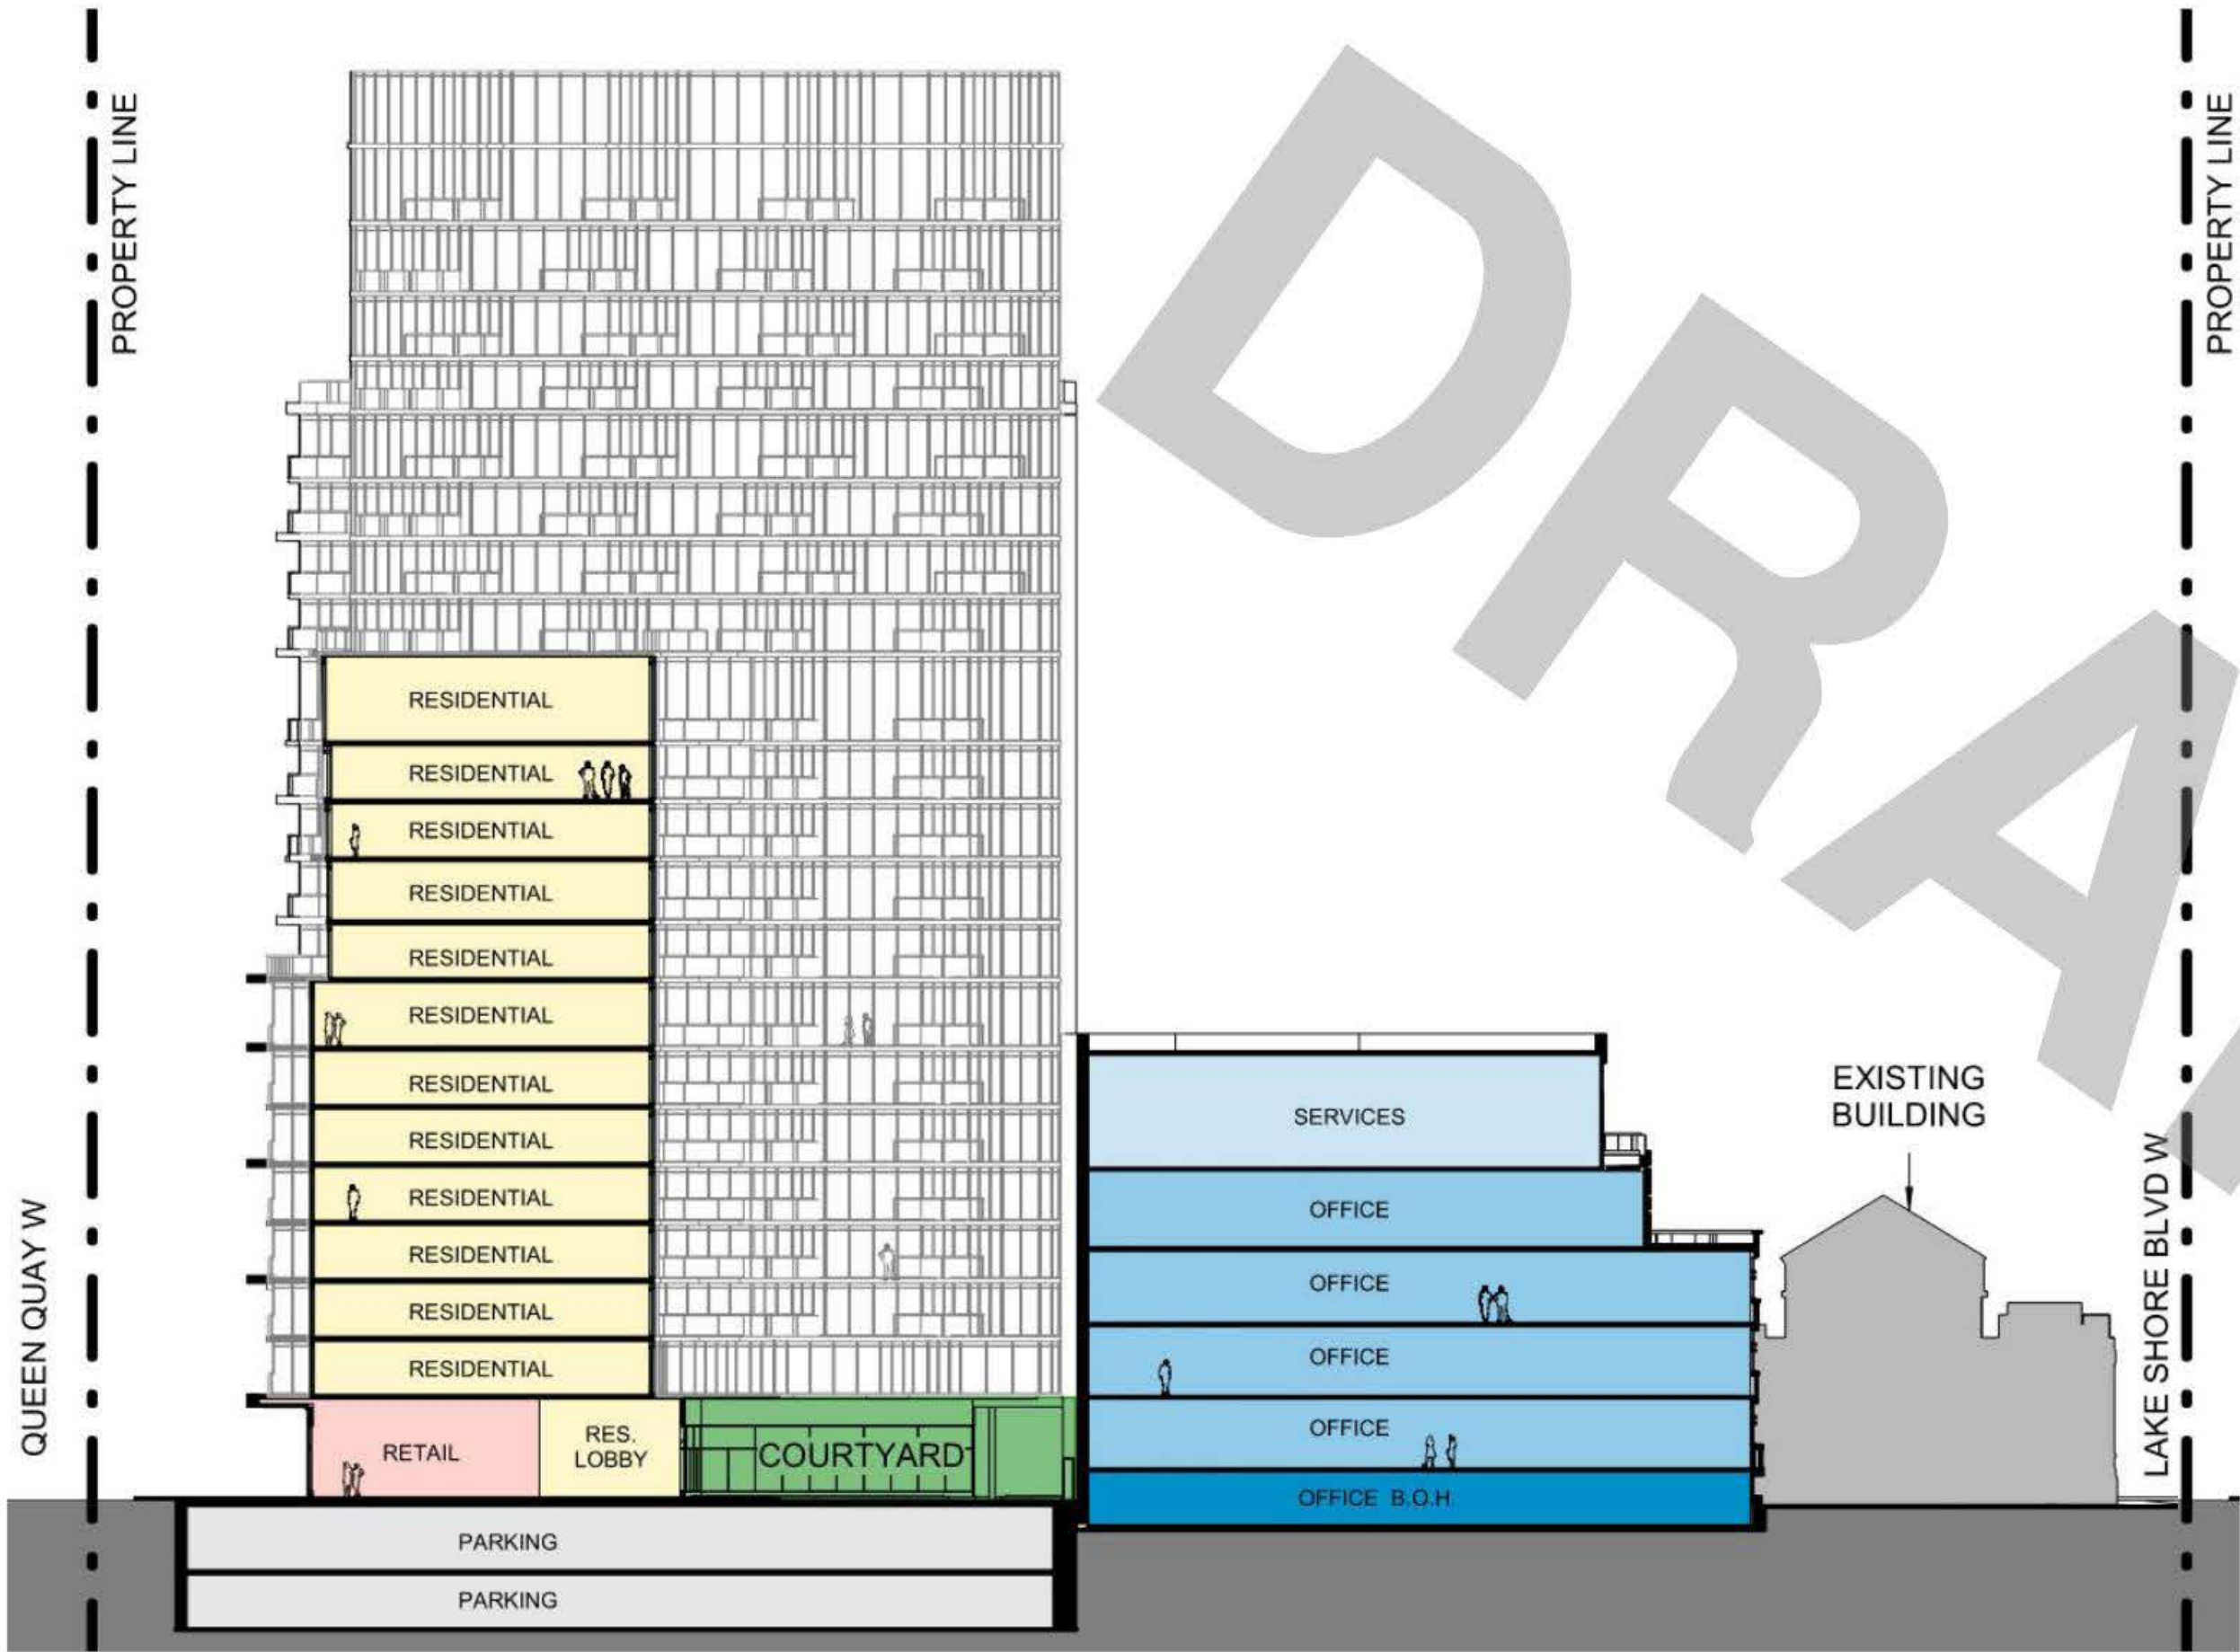 PROPERTY LINE
PROPERTY LINE
DRA
RESIDENTIAL
RESIDENTIAL
RESIDENTIAL
RESIDENTIAL
RESIDENTIAL
RESIDENTIAL
RESIDENTIAL
RESIDENTIAL
RESIDENTIAL
RESIDENTIAL
RESIDENTIAL
RESIDENTIAL
RETAIL
RES.
LOBBY
COURTYARD
PARKING
PARKING
SERVICES
OFFICE
OFFICE
OFFICE
OFFICE
OFFICE B.O.H
EXISTING
BUILDING
QUEEN QUAY W
LAKE SHORE BLVD W